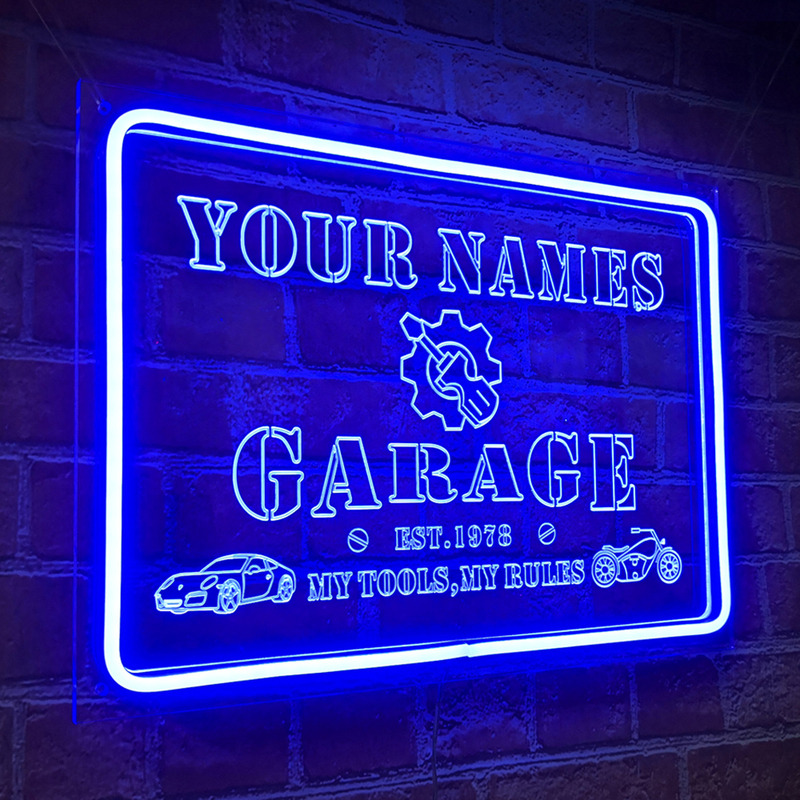 YOUR NAMES
GARAGE
EST.1978
MY TOOLS,MY RULES